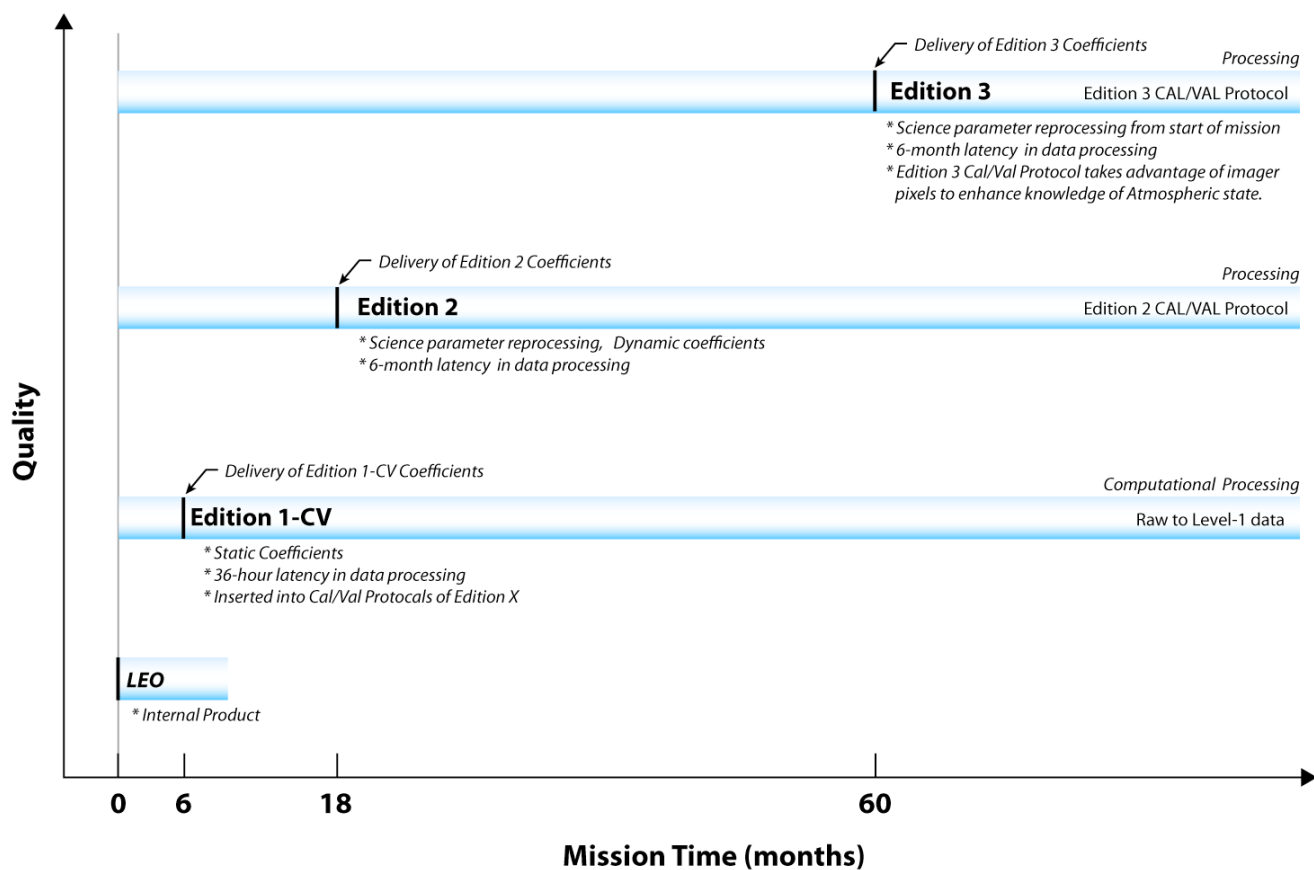 Delivery of Edition 3 Coefficients
Processing
Edition 3
Edition 3 CAL/VAL Protocol
* Science parameter reprocessing from start of mission
* 6-month latency in data processing
* Edition 3 Cal/Val Protocol takes advantage of imager
pixels to enhance knowledge of Atmospheric state.
Delivery of Edition 2 Coefficients
Processing
Edition 2
Edition 2 CAL/VAL Protocol
* Science parameter reprocessing, Dynamic coefficients
* 6-month latency in data processing
Quality
Delivery of Edition 1-CV Coefficients
Computational Processing
Edition 1-CV
Raw to Level-1 data
* Static Coefficients
* 36-hour latency in data processing
* Inserted into Cal/Val Protocals of Edition X
LEO
* Internal Product
0 6 18 60
Mission Time (months)